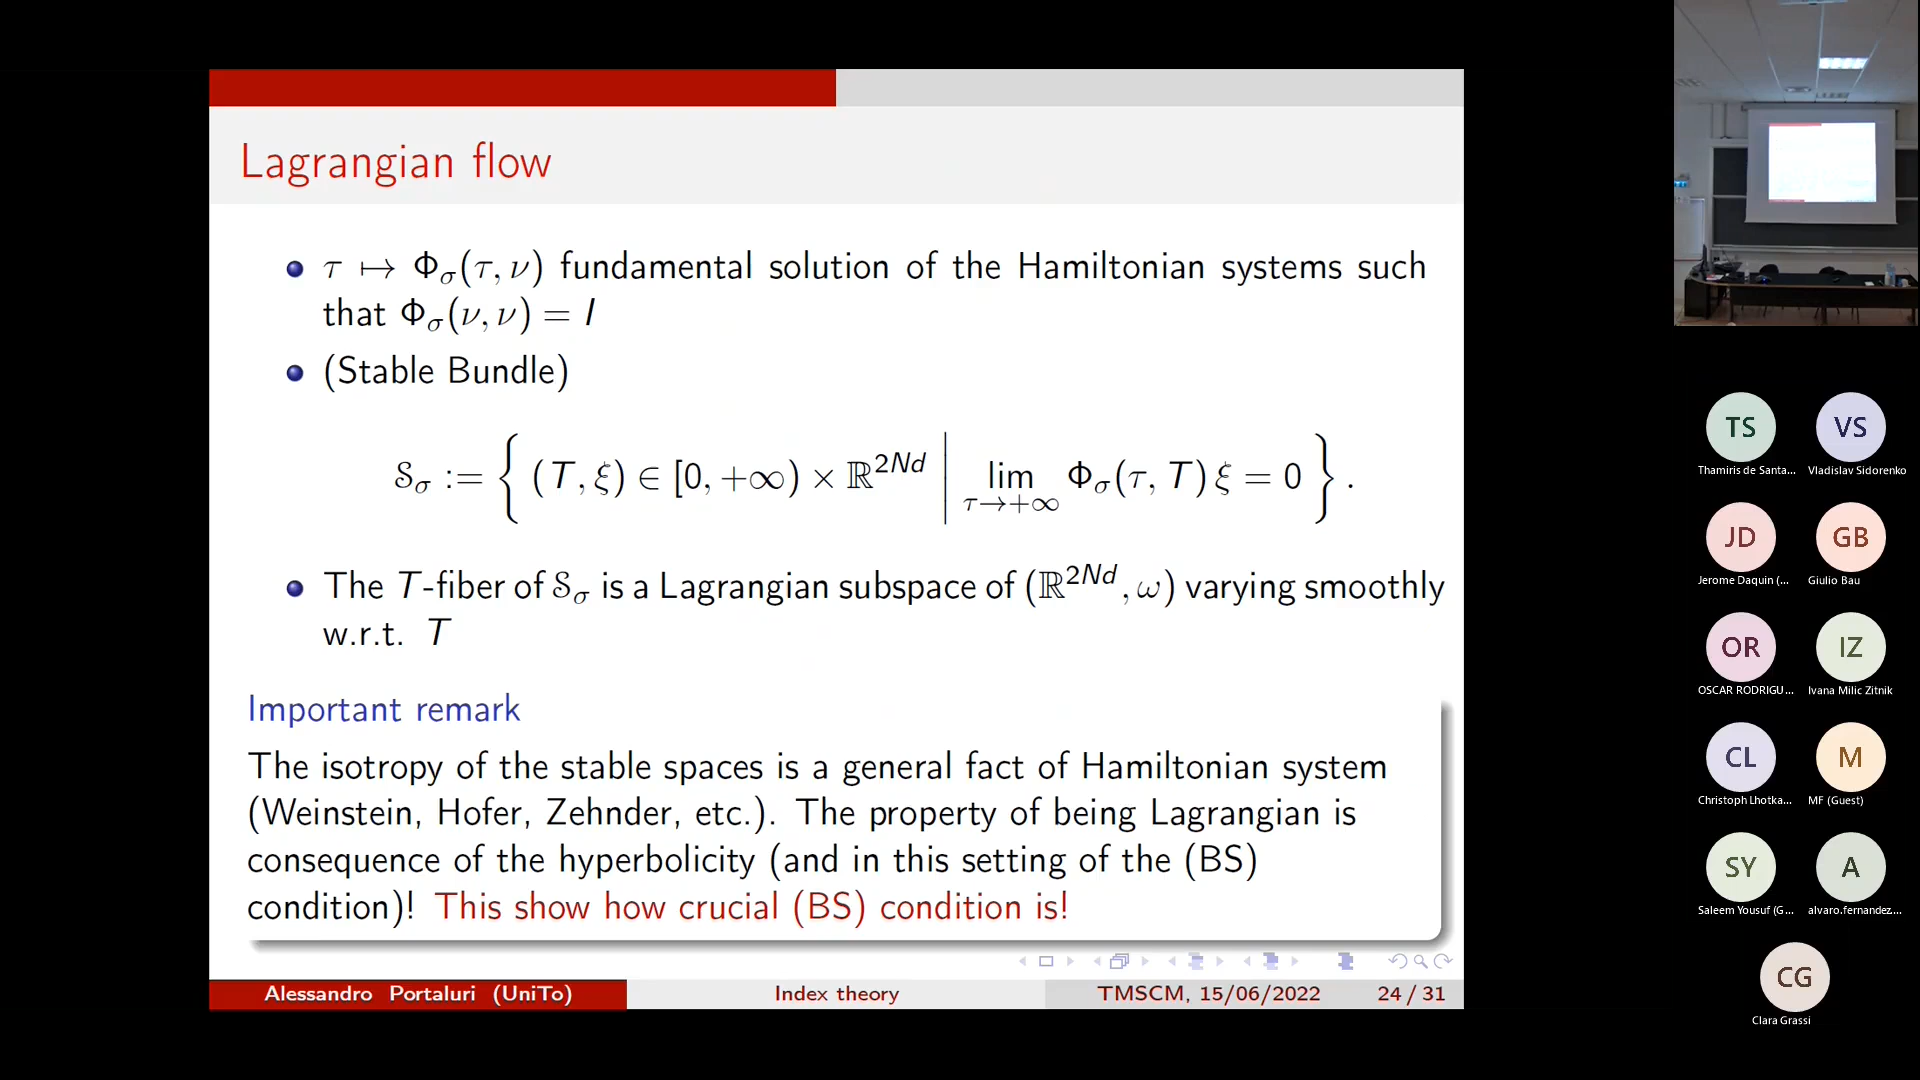 Lagrangian flow
τ ↦ Φσ(τ, ν) fundamental solution of the Hamiltonian systems such
that Φσ(ν, ν) = I
(Stable Bundle)
𝒮σ := { (T, ξ) ∈ [0, +∞) × ℝ^{2Nd} | lim_{τ→+∞} Φσ(τ, T) ξ = 0 } .
The T-fiber of 𝒮σ is a Lagrangian subspace of (ℝ^{2Nd}, ω) varying smoothly
w.r.t. T
Important remark
The isotropy of the stable spaces is a general fact of Hamiltonian system
(Weinstein, Hofer, Zehnder, etc.). The property of being Lagrangian is
consequence of the hyperbolicity (and in this setting of the (BS)
condition)! This show how crucial (BS) condition is!
Alessandro Portaluri (UniTo) Index theory TMSCM, 15/06/2022 24 / 31
TS VS
Thamiris de Santa... Vladislav Sidorenko
JD GB
Jerome Daquin (... Giulio Bau
OR IZ
OSCAR RODRIGU... Ivana Milic Zitnik
CL M
Christoph Lhotka... MF (Guest)
SY A
Saleem Yousuf (G... alvaro.fernandez...
CG
Clara Grassi